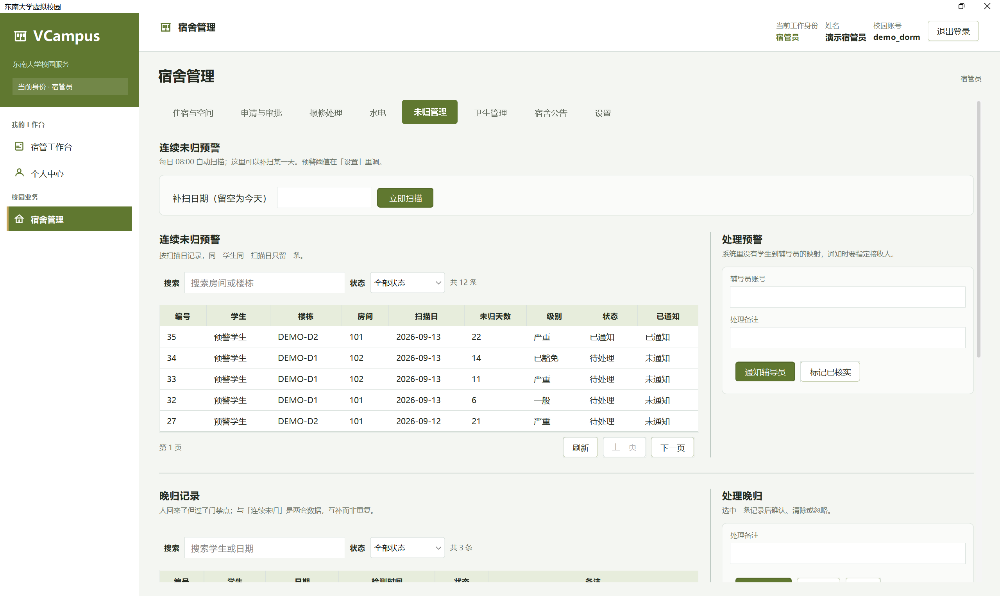 东南大学虚拟校园
VCampus
东南大学校园服务
当前身份 · 宿管员
我的工作台
宿管工作台
个人中心
校园业务
宿舍管理
宿舍管理
当前工作身份 姓名 校园账号
宿管员 演示宿管员 demo_dorm
退出登录
宿舍管理
宿管员
住宿与空间 申请与审批 报修处理 水电 未归管理 卫生管理 宿舍公告 设置
连续未归预警
每日 08:00 自动扫描；这里可以补扫某一天。预警阈值在「设置」里调。
补扫日期（留空为今天） 立即扫描
连续未归预警
按扫描日记录，同一学生同一扫描日只留一条。
搜索 搜索房间或楼栋 状态 全部状态 共 12 条
编号 学生 楼栋 房间 扫描日 未归天数 级别 状态 已通知
35 预警学生 DEMO-D2 101 2026-09-13 22 严重 已通知 已通知
34 预警学生 DEMO-D1 102 2026-09-13 14 已豁免 待处理 未通知
33 预警学生 DEMO-D1 102 2026-09-13 11 严重 待处理 未通知
32 预警学生 DEMO-D1 101 2026-09-13 6 一般 待处理 未通知
27 预警学生 DEMO-D2 101 2026-09-12 21 严重 待处理 未通知
第 1 页 刷新 上一页 下一页
处理预警
系统里没有学生到辅导员的映射，通知时要指定接收人。
辅导员账号
处理备注
通知辅导员 标记已核实
晚归记录
人回来了但过了门禁点；与「连续未归」是两套数据，互补而非重复。
搜索 搜索学生或日期 状态 全部状态 共 3 条
编号 学生 日期 检测时间 状态 备注
处理晚归
选中一条记录后确认、清除或忽略。
处理备注